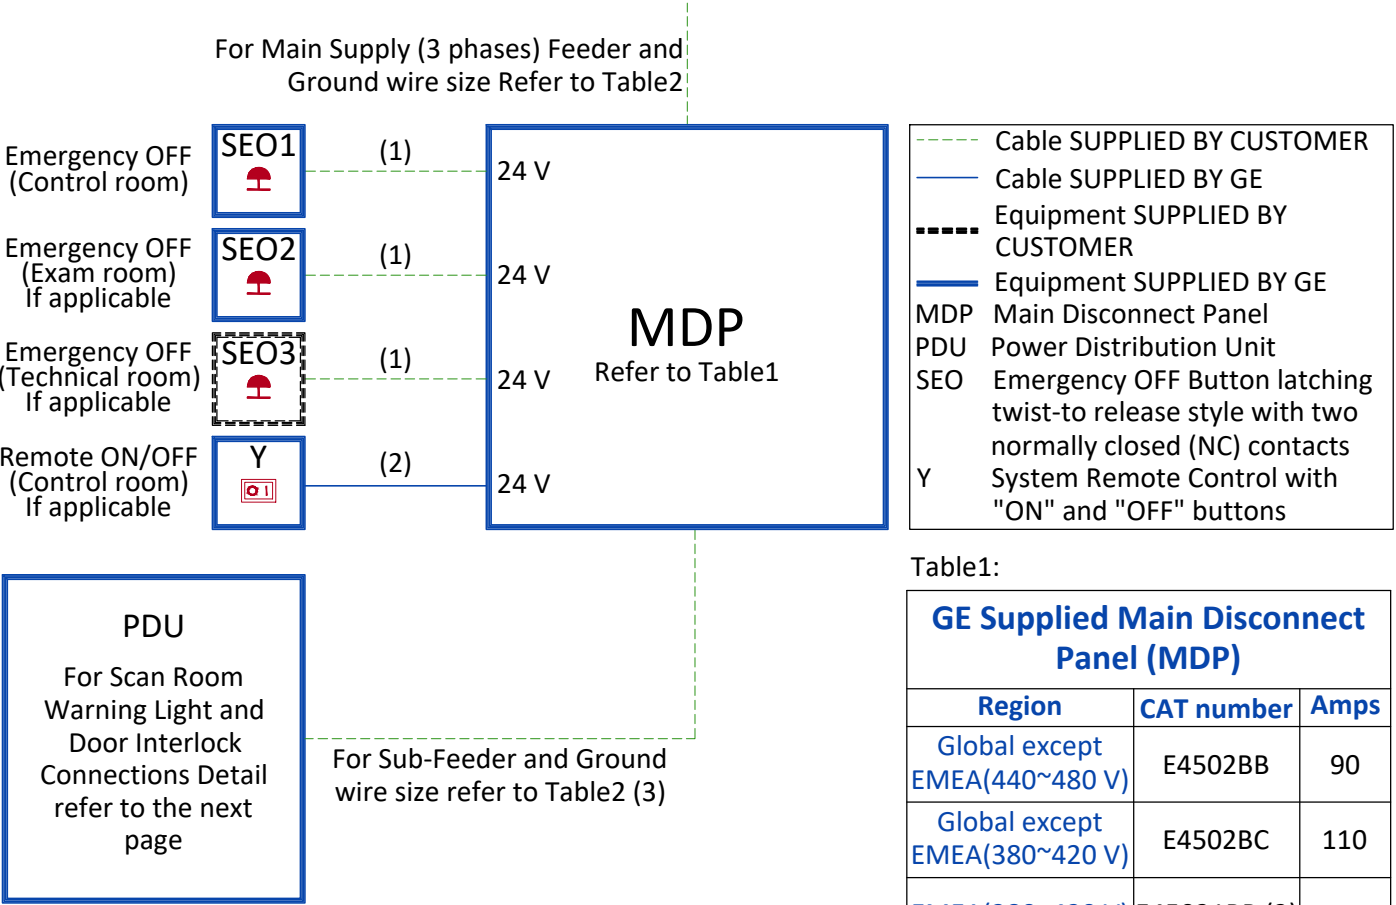 For Main Supply (3 phases) Feeder and
Ground wire size Refer to Table2
Emergency OFF
(Control room)
SEO1
(1)
24 V
Emergency OFF
(Exam room)
If applicable
SEO2
(1)
24 V
Emergency OFF
(Technical room)
If applicable
SEO3
(1)
24 V
Remote ON/OFF
(Control room)
If applicable
Y
(2)
24 V
MDP
Refer to Table1
Cable SUPPLIED BY CUSTOMER
Cable SUPPLIED BY GE
Equipment SUPPLIED BY
CUSTOMER
Equipment SUPPLIED BY GE
MDP Main Disconnect Panel
PDU Power Distribution Unit
SEO Emergency OFF Button latching
twist-to release style with two
normally closed (NC) contacts
Y System Remote Control with
"ON" and "OFF" buttons
PDU
For Scan Room
Warning Light and
Door Interlock
Connections Detail
refer to the next
page
For Sub-Feeder and Ground
wire size refer to Table2 (3)
Table1:
GE Supplied Main Disconnect
Panel (MDP)
Region CAT number Amps
Global except
EMEA(440~480 V) E4502BB 90
Global except
EMEA(380~420 V) E4502BC 110